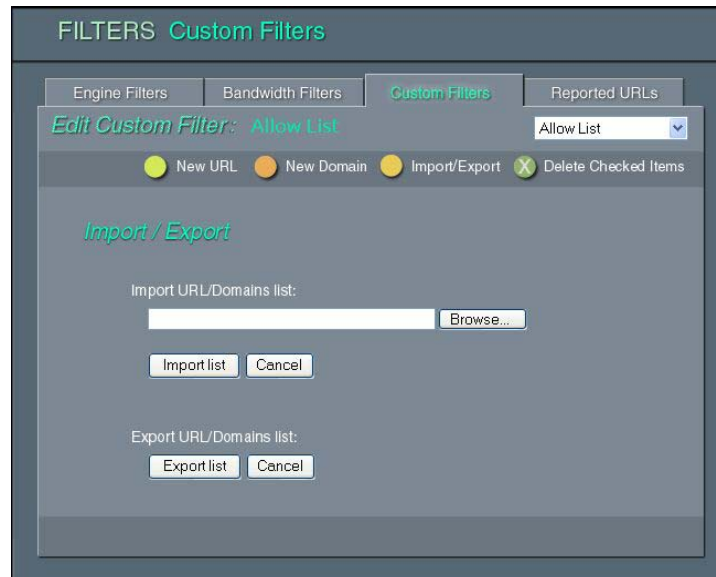 FILTERS Custom Filters
Engine Filters Bandwidth Filters Custom Filters Reported URLs
Edit Custom Filter: Allow List Allow List
New URL New Domain Import/Export X Delete Checked Items
Import / Export
Import URL/Domains list:
Browse...
Import list Cancel
Export URL/Domains list:
Export list Cancel